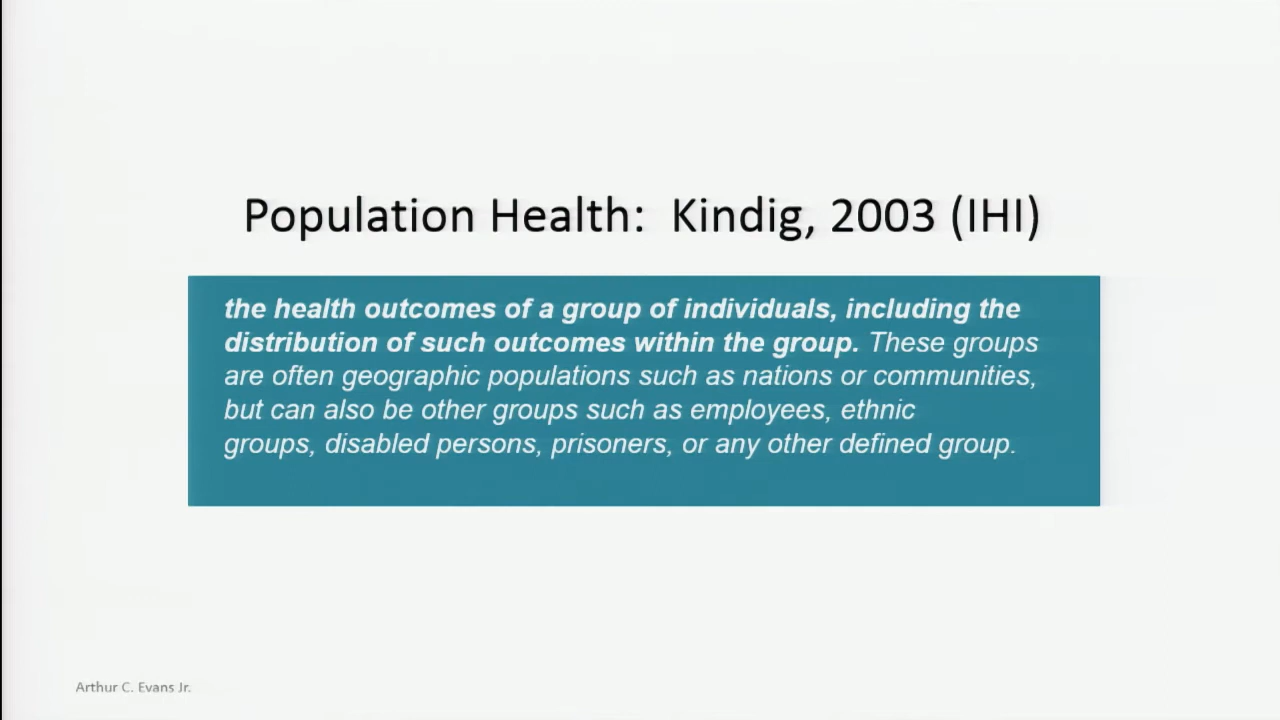 Population Health:  Kindig, 2003 (IHI)
the health outcomes of a group of individuals, including the
distribution of such outcomes within the group. These groups
are often geographic populations such as nations or communities,
but can also be other groups such as employees, ethnic
groups, disabled persons, prisoners, or any other defined group.
Arthur C. Evans Jr.